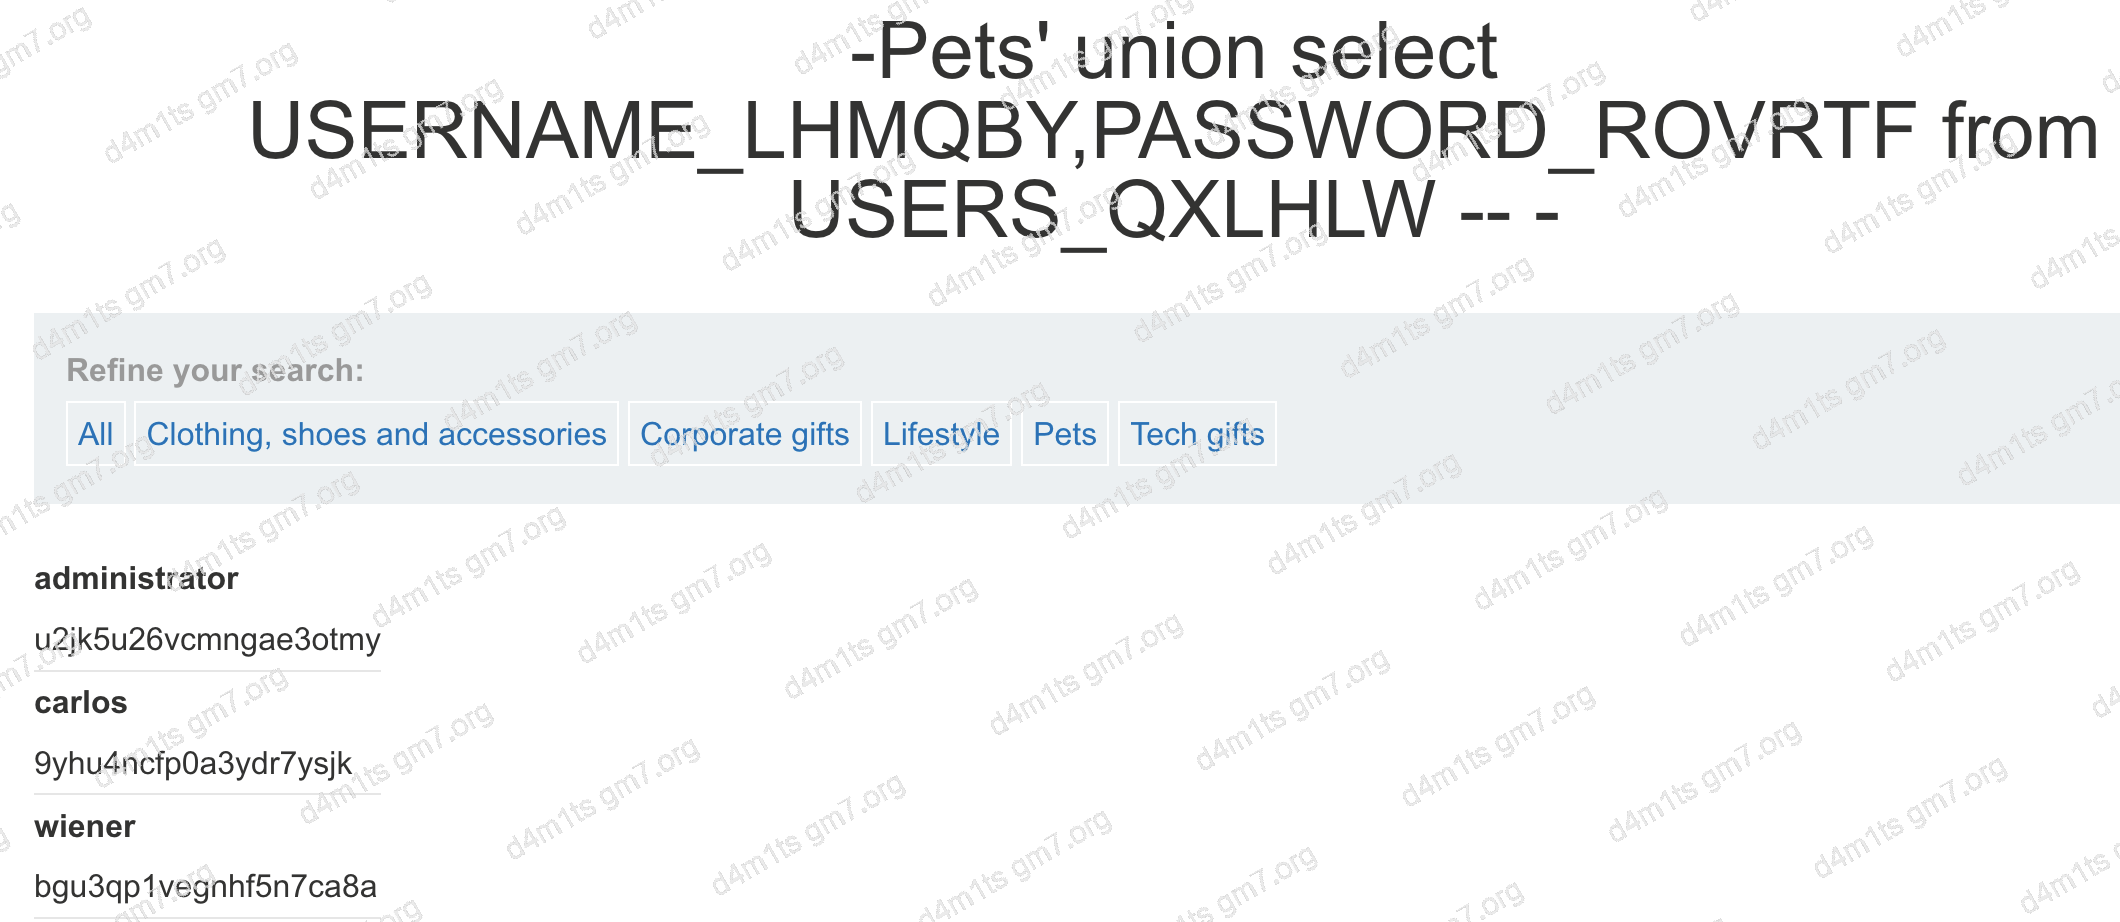 -Pets' union select
USERNAME_LHMQBY,PASSWORD_ROVRTF from
USERS_QXLHLW -- -
Refine your search:
All Clothing, shoes and accessories Corporate gifts Lifestyle Pets Tech gifts
administrator
u2jk5u26vcmngae3otmy
carlos
9yhu4ncfp0a3ydr7ysjk
wiener
bgu3qp1vegnhf5n7ca8a
d4m1ts gm7.org